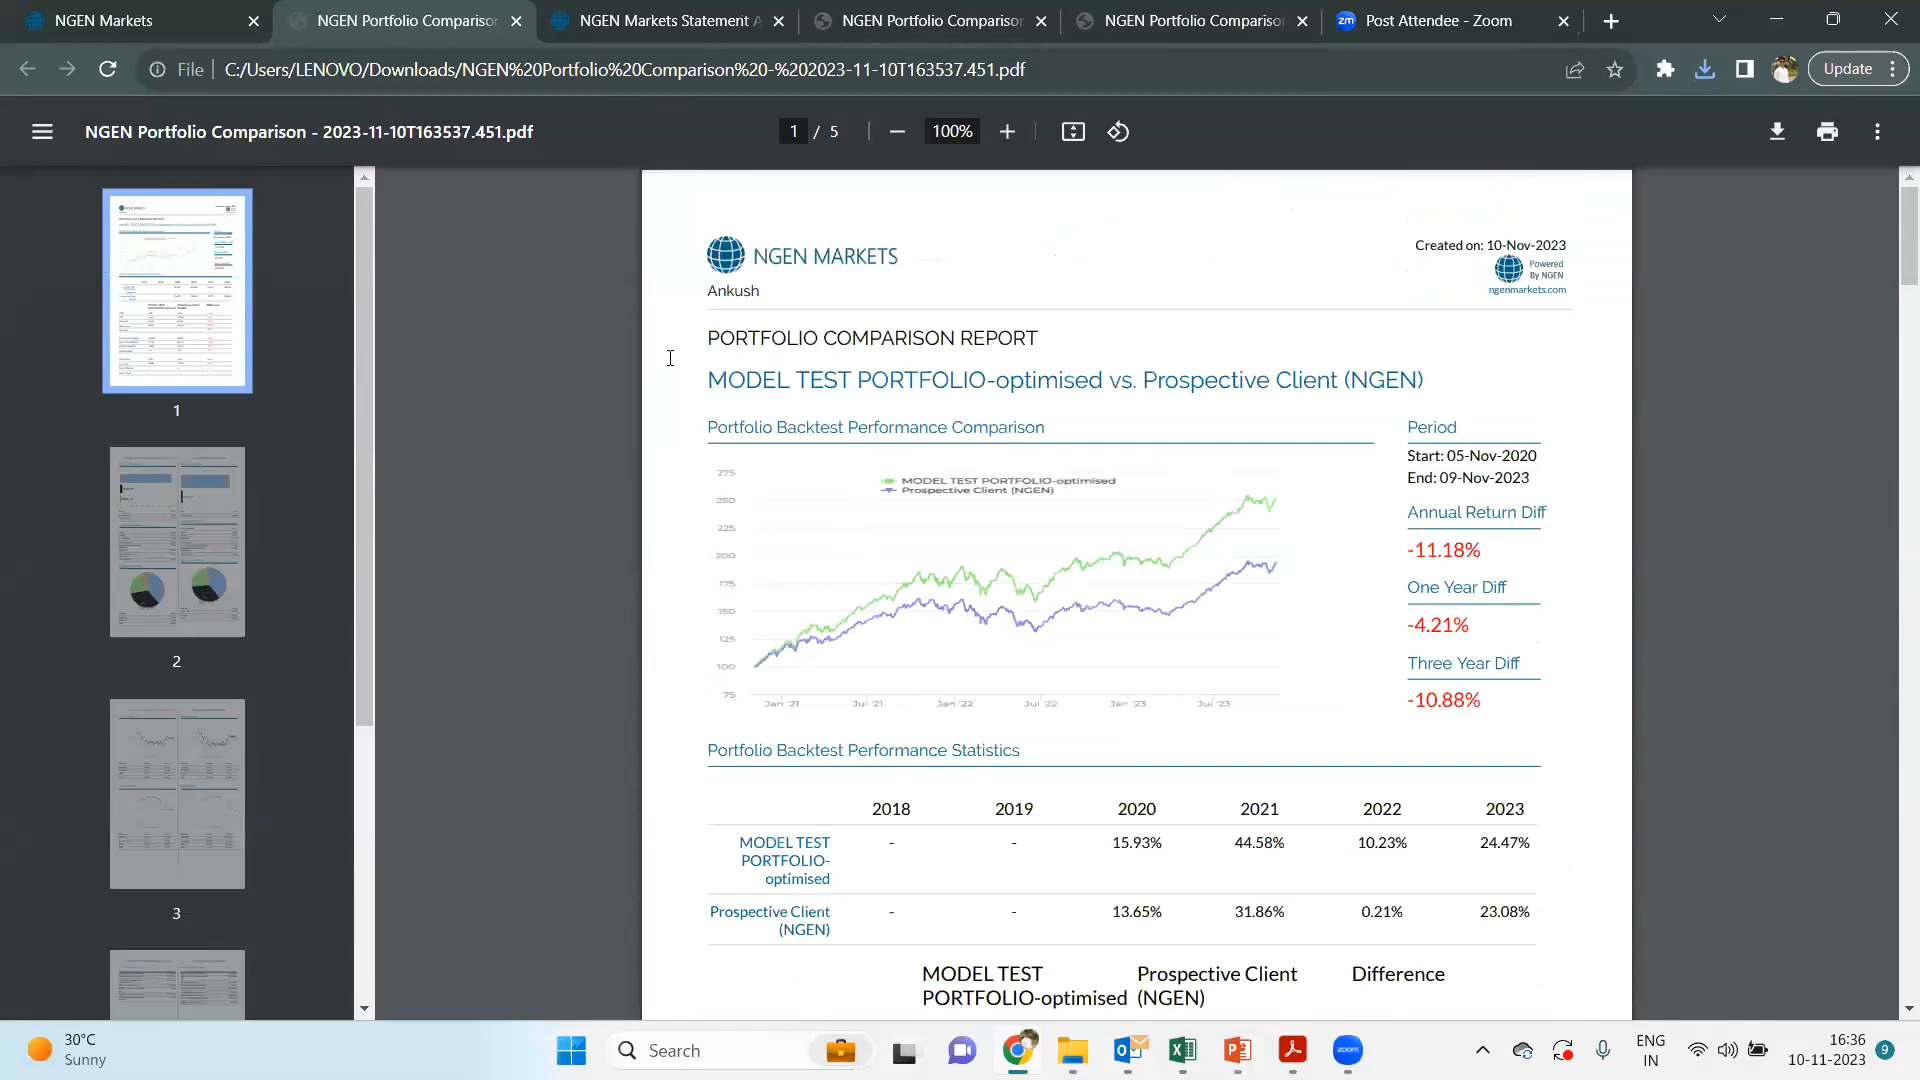 NGEN Markets
NGEN Portfolio Comparison
NGEN Markets Statement A
NGEN Portfolio Comparison
NGEN Portfolio Comparison
zm Post Attendee - Zoom
File C:/Users/LENOVO/Downloads/NGEN%20Portfolio%20Comparison%20-%202023-11-10T163537.451.pdf
Update
NGEN Portfolio Comparison - 2023-11-10T163537.451.pdf
1 / 5
100%
1
2
3
NGEN MARKETS
Ankush
Created on: 10-Nov-2023
Powered
By NGEN
ngenmarkets.com
PORTFOLIO COMPARISON REPORT
MODEL TEST PORTFOLIO-optimised vs. Prospective Client (NGEN)
Portfolio Backtest Performance Comparison
275
250
225
200
175
150
125
100
75
MODEL TEST PORTFOLIO-optimised
Prospective Client (NGEN)
Jan '21 Jul '21 Jan '22 Jul '22 Jan '23 Jul '23
Period
Start: 05-Nov-2020
End: 09-Nov-2023
Annual Return Diff
-11.18%
One Year Diff
-4.21%
Three Year Diff
-10.88%
Portfolio Backtest Performance Statistics
2018 2019 2020 2021 2022 2023
MODEL TEST PORTFOLIO-optimised - - 15.93% 44.58% 10.23% 24.47%
Prospective Client (NGEN) - - 13.65% 31.86% 0.21% 23.08%
MODEL TEST Prospective Client Difference
PORTFOLIO-optimised (NGEN)
30°C
Sunny
Search
zoom
ENG
IN
16:36
10-11-2023
9